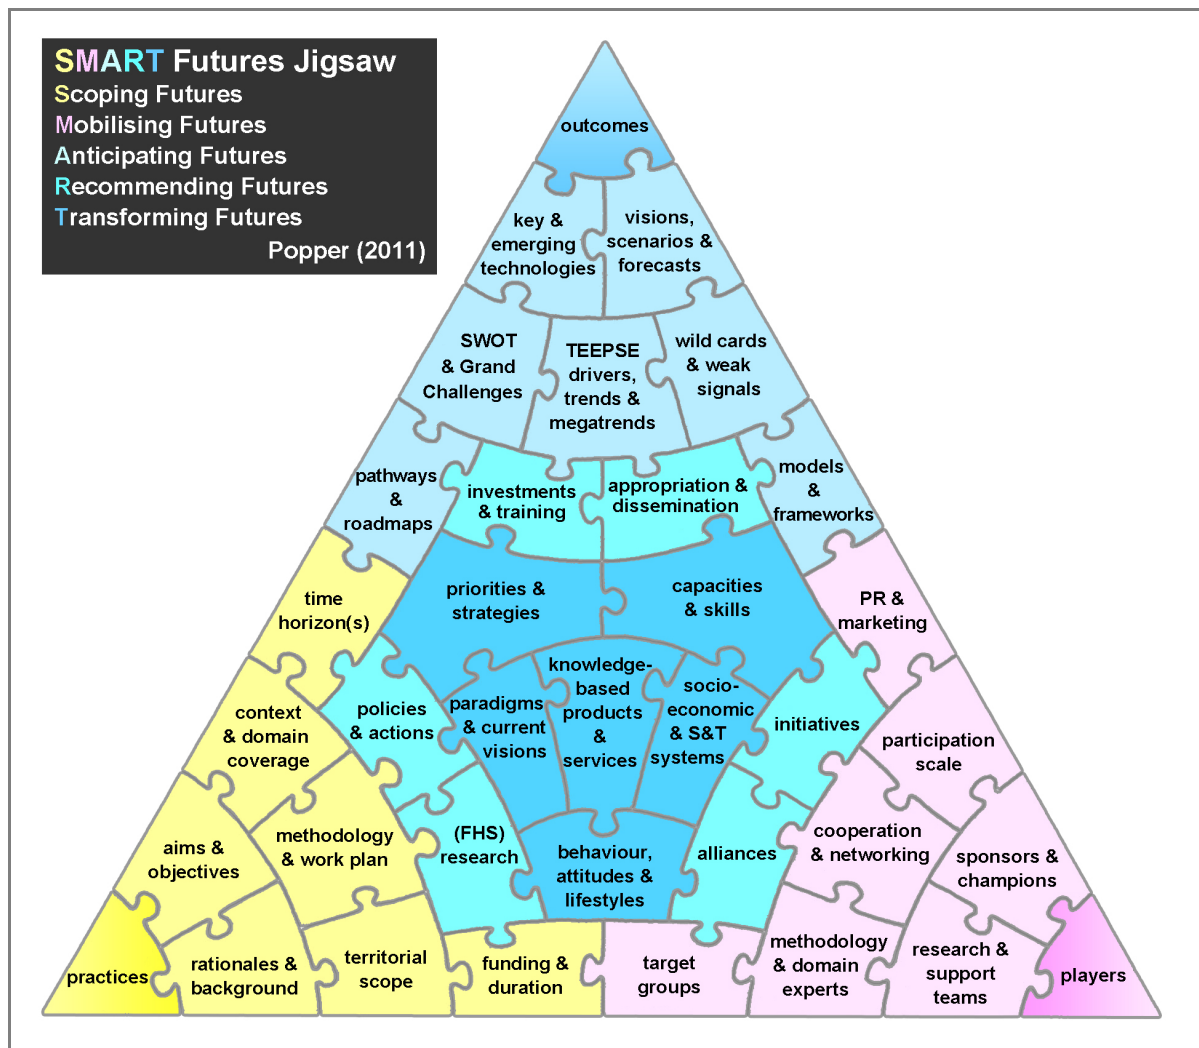 SMART Futures Jigsaw
Scoping Futures
Mobilising Futures
Anticipating Futures
Recommending Futures
Transforming Futures
Popper (2011)
outcomes
key &
emerging
technologies
visions,
scenarios &
forecasts
SWOT
& Grand
Challenges
TEEPSE
drivers,
trends &
megatrends
wild cards
& weak
signals
pathways
&
roadmaps
investments
& training
appropriation &
dissemination
models
&
frameworks
time
horizon(s)
priorities &
strategies
capacities
& skills
PR &
marketing
context
& domain
coverage
policies
& actions
paradigms
& current
visions
knowledge-
based
products
&
services
socio-
economic
& S&T
systems
initiatives
participation
scale
aims &
objectives
methodology
& work plan
(FHS)
research
behaviour,
attitudes &
lifestyles
alliances
cooperation
& networking
sponsors &
champions
practices
rationales &
background
territorial
scope
funding &
duration
target
groups
methodology
& domain
experts
research &
support
teams
players